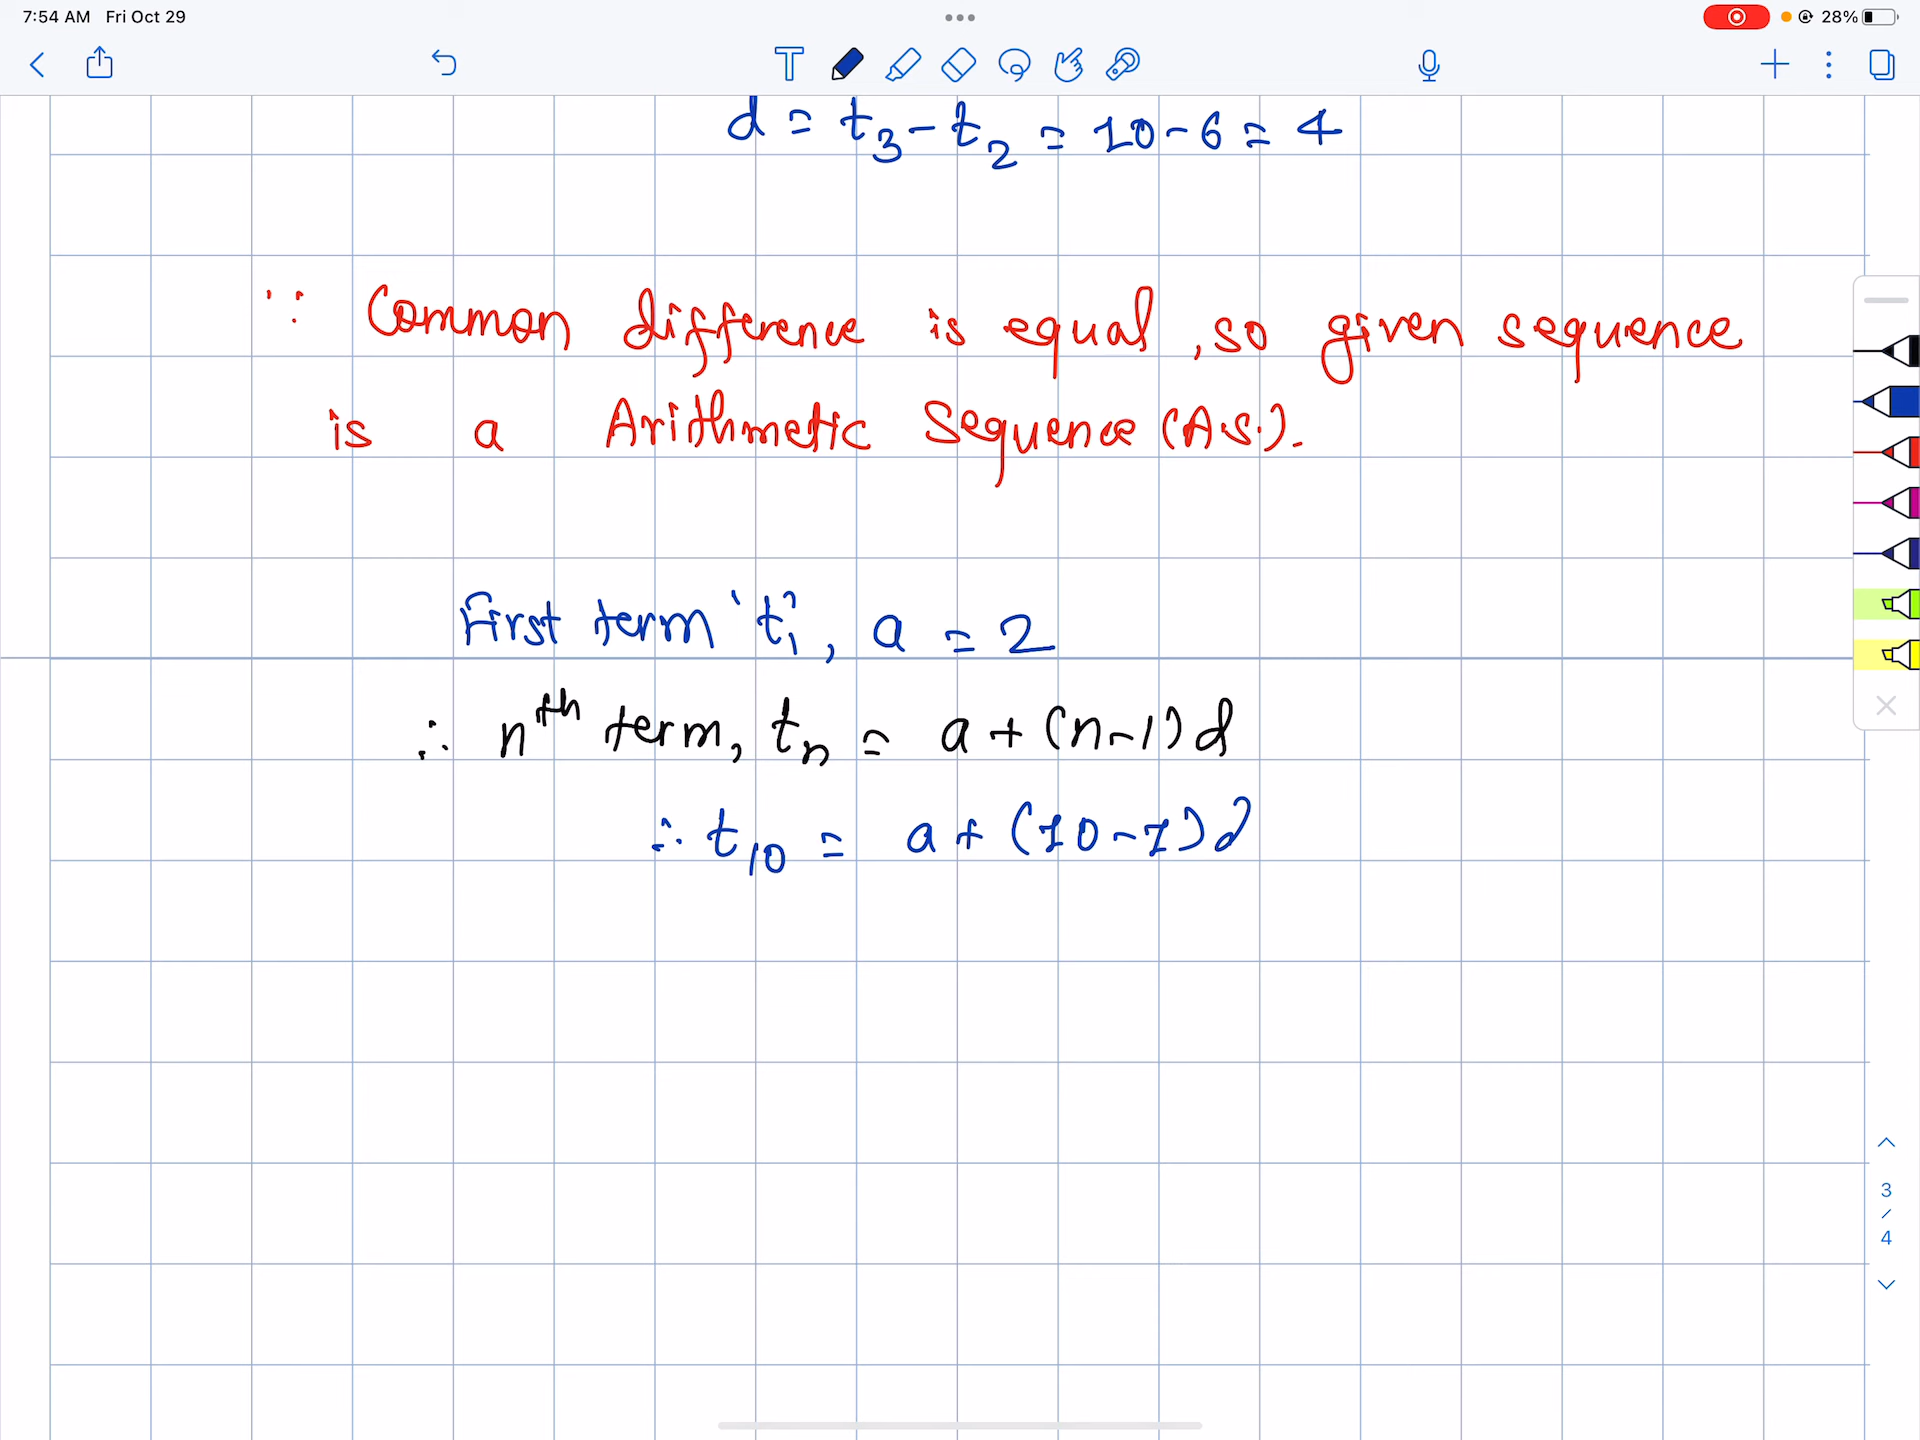 7:54 AM Fri Oct 29
28%
T
d = t₃ - t₂ = 10 - 6 = 4
∵ Common difference is equal, so given sequence
is a Arithmetic Sequence (A.S.).
First term 't₁', a = 2
∴ nᵗʰ term, tₙ = a + (n-1)d
∴ t₁₀ = a + (10-1)d
3
/
4